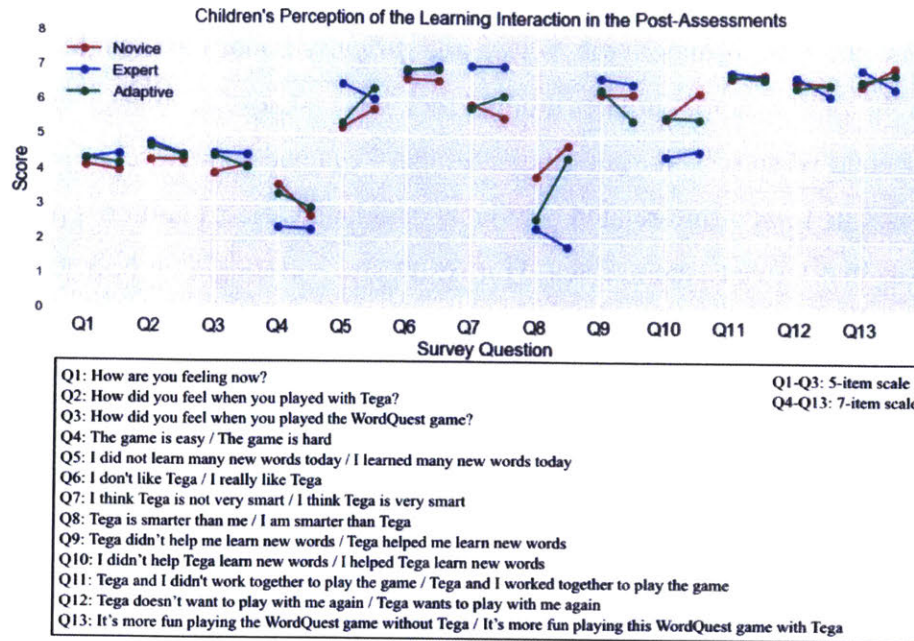 Children's Perception of the Learning Interaction in the Post-Assessments
8
7
6
5
4
3
2
1
0
Score
Novice
Expert
Adaptive
Q1 Q2 Q3 Q4 Q5 Q6 Q7 Q8 Q9 Q10 Q11 Q12 Q13
Survey Question
Q1: How are you feeling now?
Q2: How did you feel when you played with Tega?
Q3: How did you feel when you played the WordQuest game?
Q4: The game is easy / The game is hard
Q5: I did not learn many new words today / I learned many new words today
Q6: I don't like Tega / I really like Tega
Q7: I think Tega is not very smart / I think Tega is very smart
Q8: Tega is smarter than me / I am smarter than Tega
Q9: Tega didn't help me learn new words / Tega helped me learn new words
Q10: I didn't help Tega learn new words / I helped Tega learn new words
Q11: Tega and I didn't work together to play the game / Tega and I worked together to play the game
Q12: Tega doesn't want to play with me again / Tega wants to play with me again
Q13: It's more fun playing the WordQuest game without Tega / It's more fun playing this WordQuest game with Tega
Q1-Q3: 5-item scale
Q4-Q13: 7-item scale